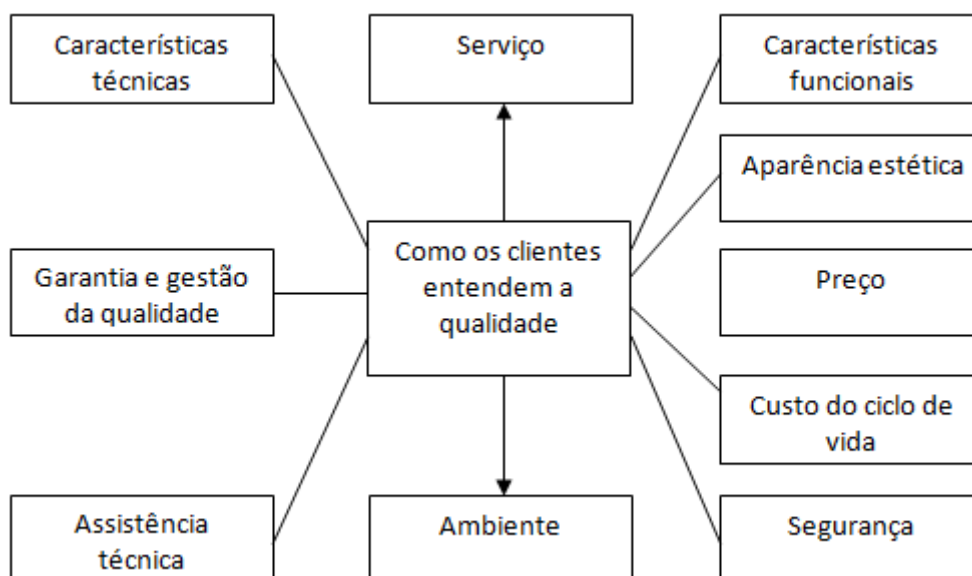 Características
técnicas
Serviço
Características
funcionais
Aparência estética
Como os clientes
entendem a
qualidade
Garantia e gestão
da qualidade
Preço
Custo do ciclo de
vida
Assistência
técnica
Ambiente
Segurança